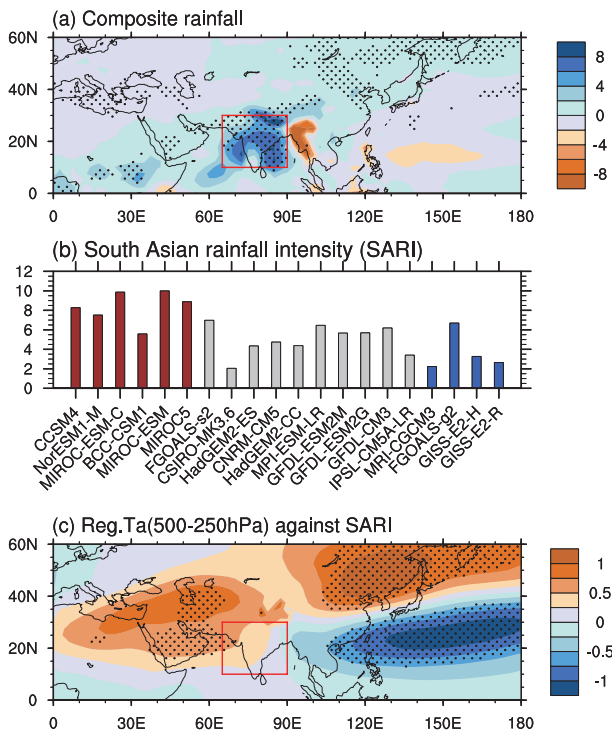 (a) Composite rainfall
60N
40N
20N
0
0 30E 60E 90E 120E 150E 180
8
4
0
-4
-8
(b) South Asian rainfall intensity (SARI)
12
10
8
6
4
2
0
CCSM4
NorESM1-M
MIROC-ESM-C
BCC-CSM1
MIROC-ESM
MIROC5
FGOALS-s2
CSIRO-MK3.6
HadGEM2-ES
CNRM-CM5
HadGEM2-CC
MPI-ESM-LR
GFDL-ESM2M
GFDL-ESM2G
GFDL-CM3
IPSL-CM5A-LR
MRI-CGCM3
FGOALS-g2
GISS-E2-H
GISS-E2-R
(c) Reg.Ta(500-250hPa) against SARI
60N
40N
20N
0
0 30E 60E 90E 120E 150E 180
1
0.5
0
-0.5
-1